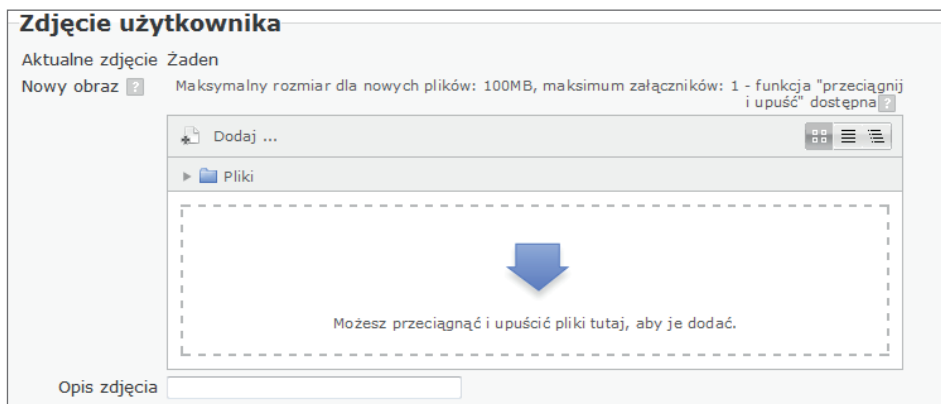 Zdjęcie użytkownika
Aktualne zdjęcie Żaden
Nowy obraz ? Maksymalny rozmiar dla nowych plików: 100MB, maksimum załączników: 1 - funkcja "przeciągnij
i upuść" dostępna ?
Dodaj ...
Pliki
Możesz przeciągnąć i upuścić pliki tutaj, aby je dodać.
Opis zdjęcia